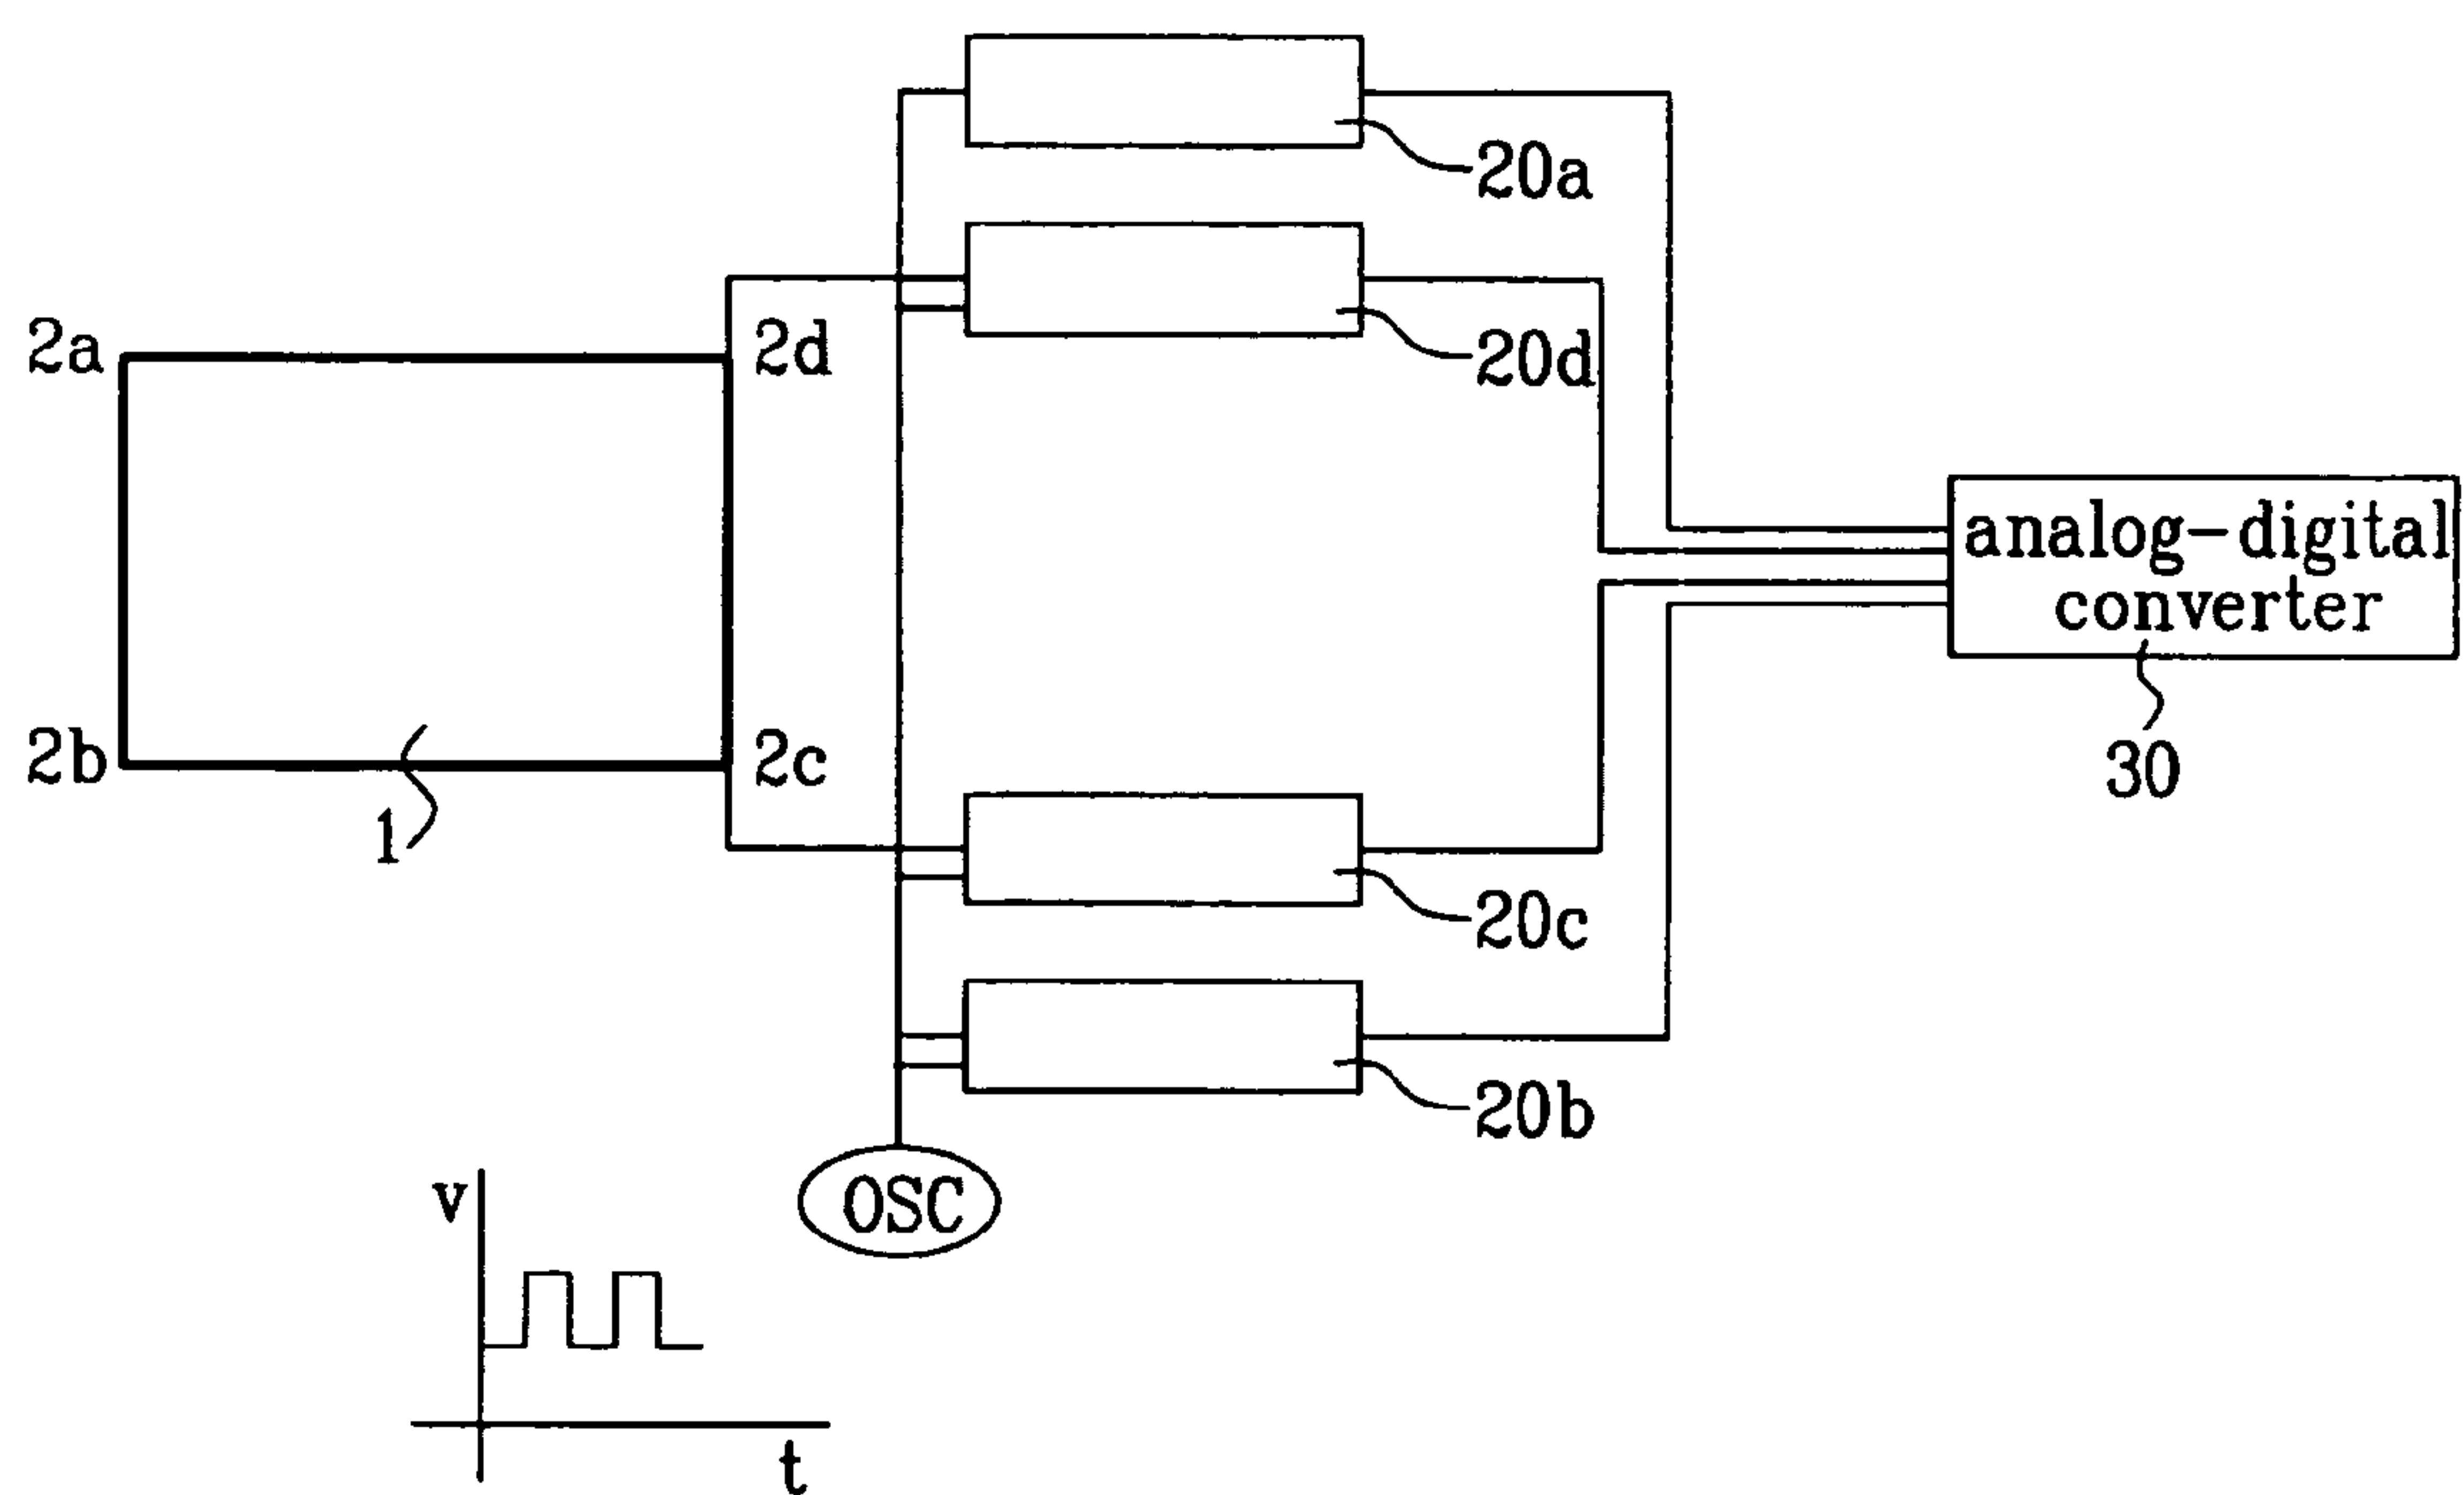 20a
2a
2d
20d
analog-digital
converter
2b
2c
30
1
20c
20b
OSC
v
t